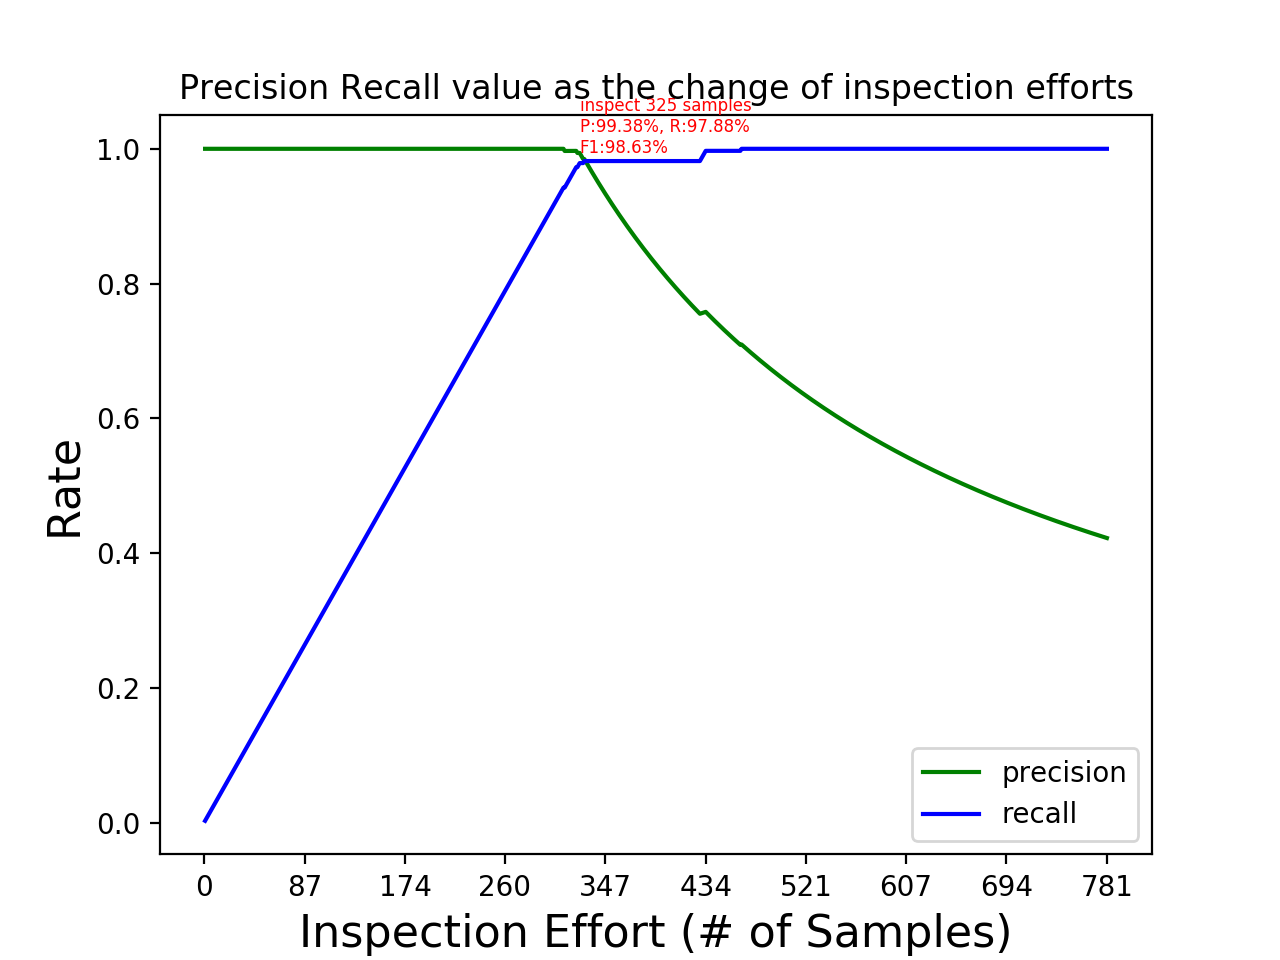 Precision Recall value as the change of inspection efforts
inspect 325 samples
P:99.38%, R:97.88%
F1:98.63%
1.0
0.8
0.6
0.4
0.2
0.0
Rate
precision
recall
0 87 174 260 347 434 521 607 694 781
Inspection Effort (# of Samples)